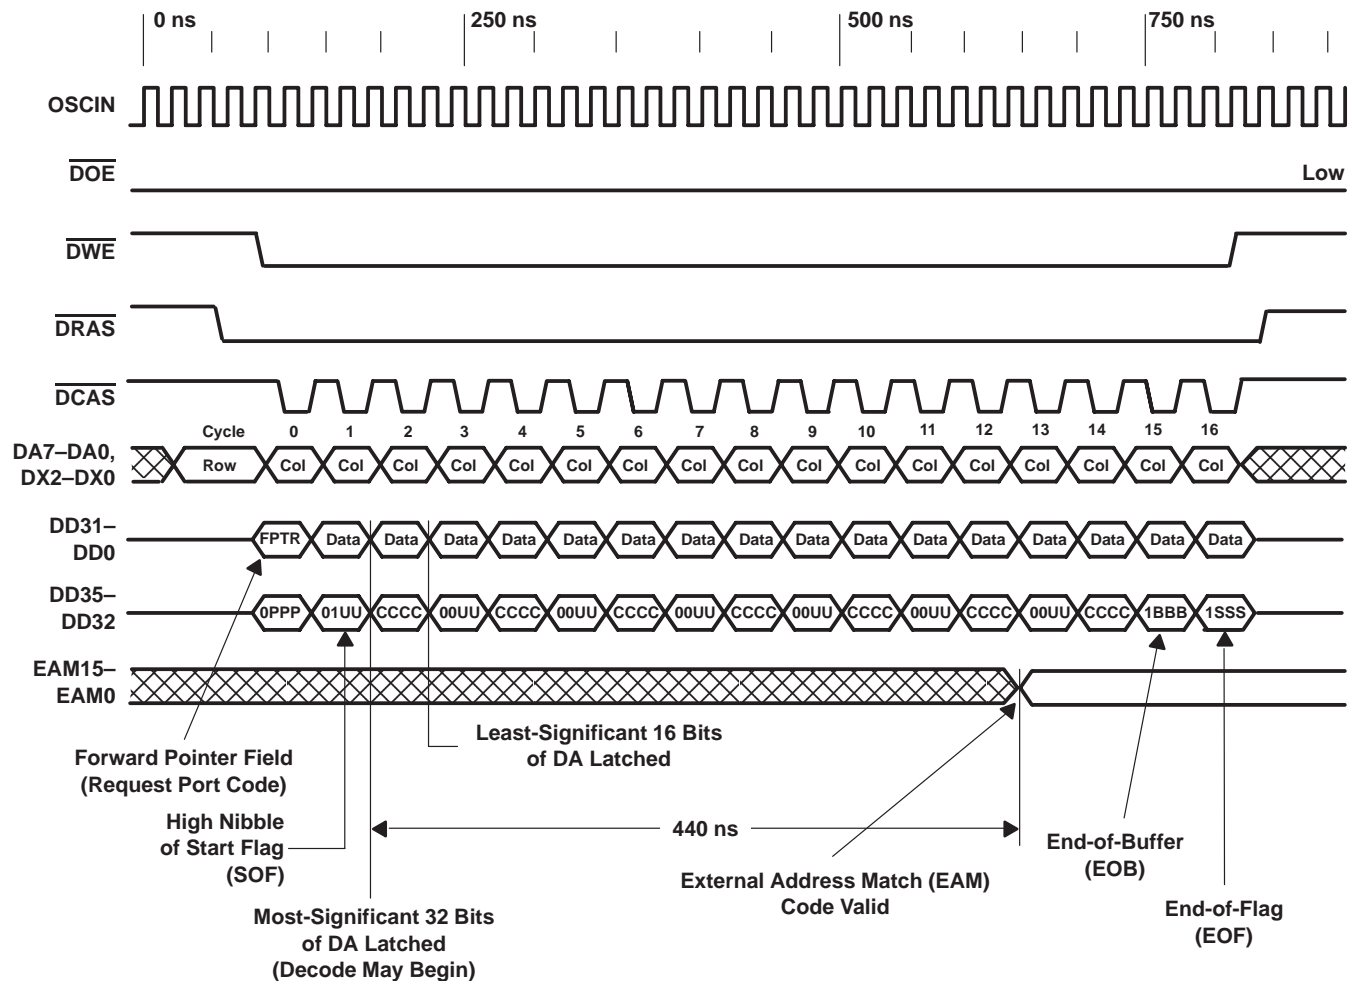 0 ns 250 ns 500 ns 750 ns
OSCIN
DOE
Low
DWE
DRAS
DCAS
Cycle 0 1 2 3 4 5 6 7 8 9 10 11 12 13 14 15 16
DA7–DA0,
DX2–DX0
Row Col Col Col Col Col Col Col Col Col Col Col Col Col Col Col Col Col
DD31–
DD0
FPTR Data Data Data Data Data Data Data Data Data Data Data Data Data Data Data Data
DD35–
DD32
0PPP 01UU CCCC 00UU CCCC 00UU CCCC 00UU CCCC 00UU CCCC 00UU CCCC 00UU CCCC 1BBB 1SSS
EAM15–
EAM0
Forward Pointer Field
(Request Port Code)
Least-Significant 16 Bits
of DA Latched
High Nibble
of Start Flag
(SOF)
440 ns
Most-Significant 32 Bits
of DA Latched
(Decode May Begin)
External Address Match (EAM)
Code Valid
End-of-Buffer
(EOB)
End-of-Flag
(EOF)